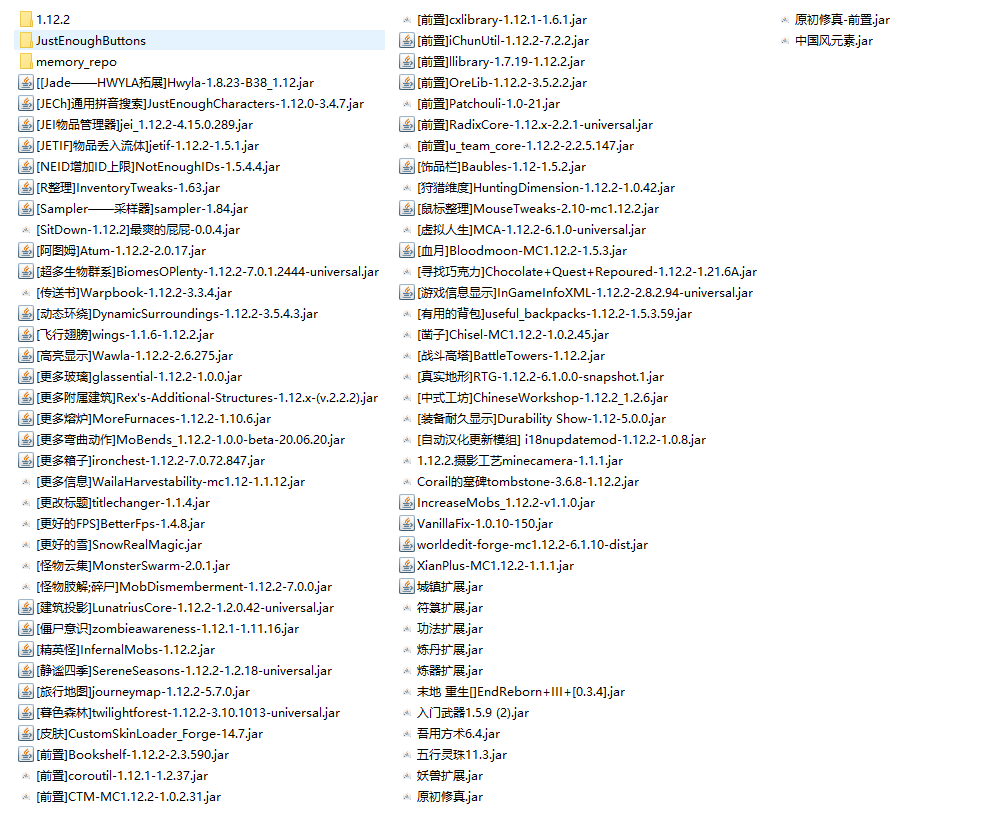 1.12.2
JustEnoughButtons
memory_repo
[[Jade——HWYLA拓展]Hwyla-1.8.23-B38_1.12.jar
[JECh]通用拼音搜索]JustEnoughCharacters-1.12.0-3.4.7.jar
[JEI物品管理器]jei_1.12.2-4.15.0.289.jar
[JETIF]物品丢入流体]jetif-1.12.2-1.5.1.jar
[NEID增加ID上限]NotEnoughIDs-1.5.4.4.jar
[R整理]InventoryTweaks-1.63.jar
[Sampler——采样器]sampler-1.84.jar
[SitDown-1.12.2]最爽的屁屁-0.0.4.jar
[阿图姆]Atum-1.12.2-2.0.17.jar
[超多生物群系]BiomesOPlenty-1.12.2-7.0.1.2444-universal.jar
[传送书]Warpbook-1.12.2-3.3.4.jar
[动态环绕]DynamicSurroundings-1.12.2-3.5.4.3.jar
[飞行翅膀]wings-1.1.6-1.12.2.jar
[高亮显示]Wawla-1.12.2-2.6.275.jar
[更多玻璃]glassential-1.12.2-1.0.0.jar
[更多附属建筑]Rex's-Additional-Structures-1.12.x-(v.2.2.2).jar
[更多熔炉]MoreFurnaces-1.12.2-1.10.6.jar
[更多弯曲动作]MoBends_1.12.2-1.0.0-beta-20.06.20.jar
[更多箱子]ironchest-1.12.2-7.0.72.847.jar
[更多信息]WailaHarvestability-mc1.12-1.1.12.jar
[更改标题]titlechanger-1.1.4.jar
[更好的FPS]BetterFps-1.4.8.jar
[更好的雪]SnowRealMagic.jar
[怪物云集]MonsterSwarm-2.0.1.jar
[怪物肢解;碎尸]MobDismemberment-1.12.2-7.0.0.jar
[建筑投影]LunatriusCore-1.12.2-1.2.0.42-universal.jar
[僵尸意识]zombieawareness-1.12.1-1.11.16.jar
[精英怪]InfernalMobs-1.12.2.jar
[静谧四季]SereneSeasons-1.12.2-1.2.18-universal.jar
[旅行地图]journeymap-1.12.2-5.7.0.jar
[暮色森林]twilightforest-1.12.2-3.10.1013-universal.jar
[皮肤]CustomSkinLoader_Forge-14.7.jar
[前置]Bookshelf-1.12.2-2.3.590.jar
[前置]coroutil-1.12.1-1.2.37.jar
[前置]CTM-MC1.12.2-1.0.2.31.jar
[前置]cxlibrary-1.12.1-1.6.1.jar
[前置]iChunUtil-1.12.2-7.2.2.jar
[前置]llibrary-1.7.19-1.12.2.jar
[前置]OreLib-1.12.2-3.5.2.2.jar
[前置]Patchouli-1.0-21.jar
[前置]RadixCore-1.12.x-2.2.1-universal.jar
[前置]u_team_core-1.12.2-2.2.5.147.jar
[饰品栏]Baubles-1.12-1.5.2.jar
[狩猎维度]HuntingDimension-1.12.2-1.0.42.jar
[鼠标整理]MouseTweaks-2.10-mc1.12.2.jar
[虚拟人生]MCA-1.12.2-6.1.0-universal.jar
[血月]Bloodmoon-MC1.12.2-1.5.3.jar
[寻找巧克力]Chocolate+Quest+Repoured-1.12.2-1.21.6A.jar
[游戏信息显示]InGameInfoXML-1.12.2-2.8.2.94-universal.jar
[有用的背包]useful_backpacks-1.12.2-1.5.3.59.jar
[凿子]Chisel-MC1.12.2-1.0.2.45.jar
[战斗高塔]BattleTowers-1.12.2.jar
[真实地形]RTG-1.12.2-6.1.0.0-snapshot.1.jar
[中式工坊]ChineseWorkshop-1.12.2_1.2.6.jar
[装备耐久显示]Durability Show-1.12-5.0.0.jar
[自动汉化更新模组] i18nupdatemod-1.12.2-1.0.8.jar
1.12.2.摄影工艺minecamera-1.1.1.jar
Corail的墓碑tombstone-3.6.8-1.12.2.jar
IncreaseMobs_1.12.2-v1.1.0.jar
VanillaFix-1.0.10-150.jar
worldedit-forge-mc1.12.2-6.1.10-dist.jar
XianPlus-MC1.12.2-1.1.1.jar
城镇扩展.jar
符箓扩展.jar
功法扩展.jar
炼丹扩展.jar
炼器扩展.jar
末地 重生[]EndReborn+III+[0.3.4].jar
入门武器1.5.9 (2).jar
吾用方术6.4.jar
五行灵珠11.3.jar
妖兽扩展.jar
原初修真.jar
原初修真-前置.jar
中国风元素.jar